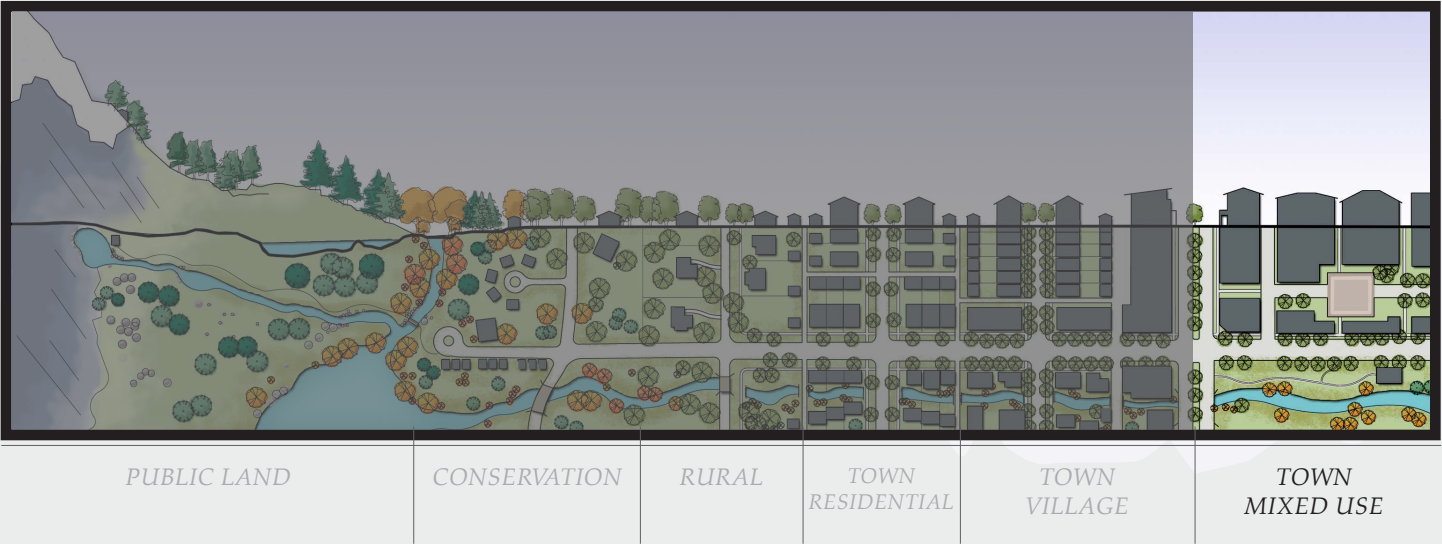 PUBLIC LAND
CONSERVATION
RURAL
TOWN
RESIDENTIAL
TOWN
VILLAGE
TOWN
MIXED USE